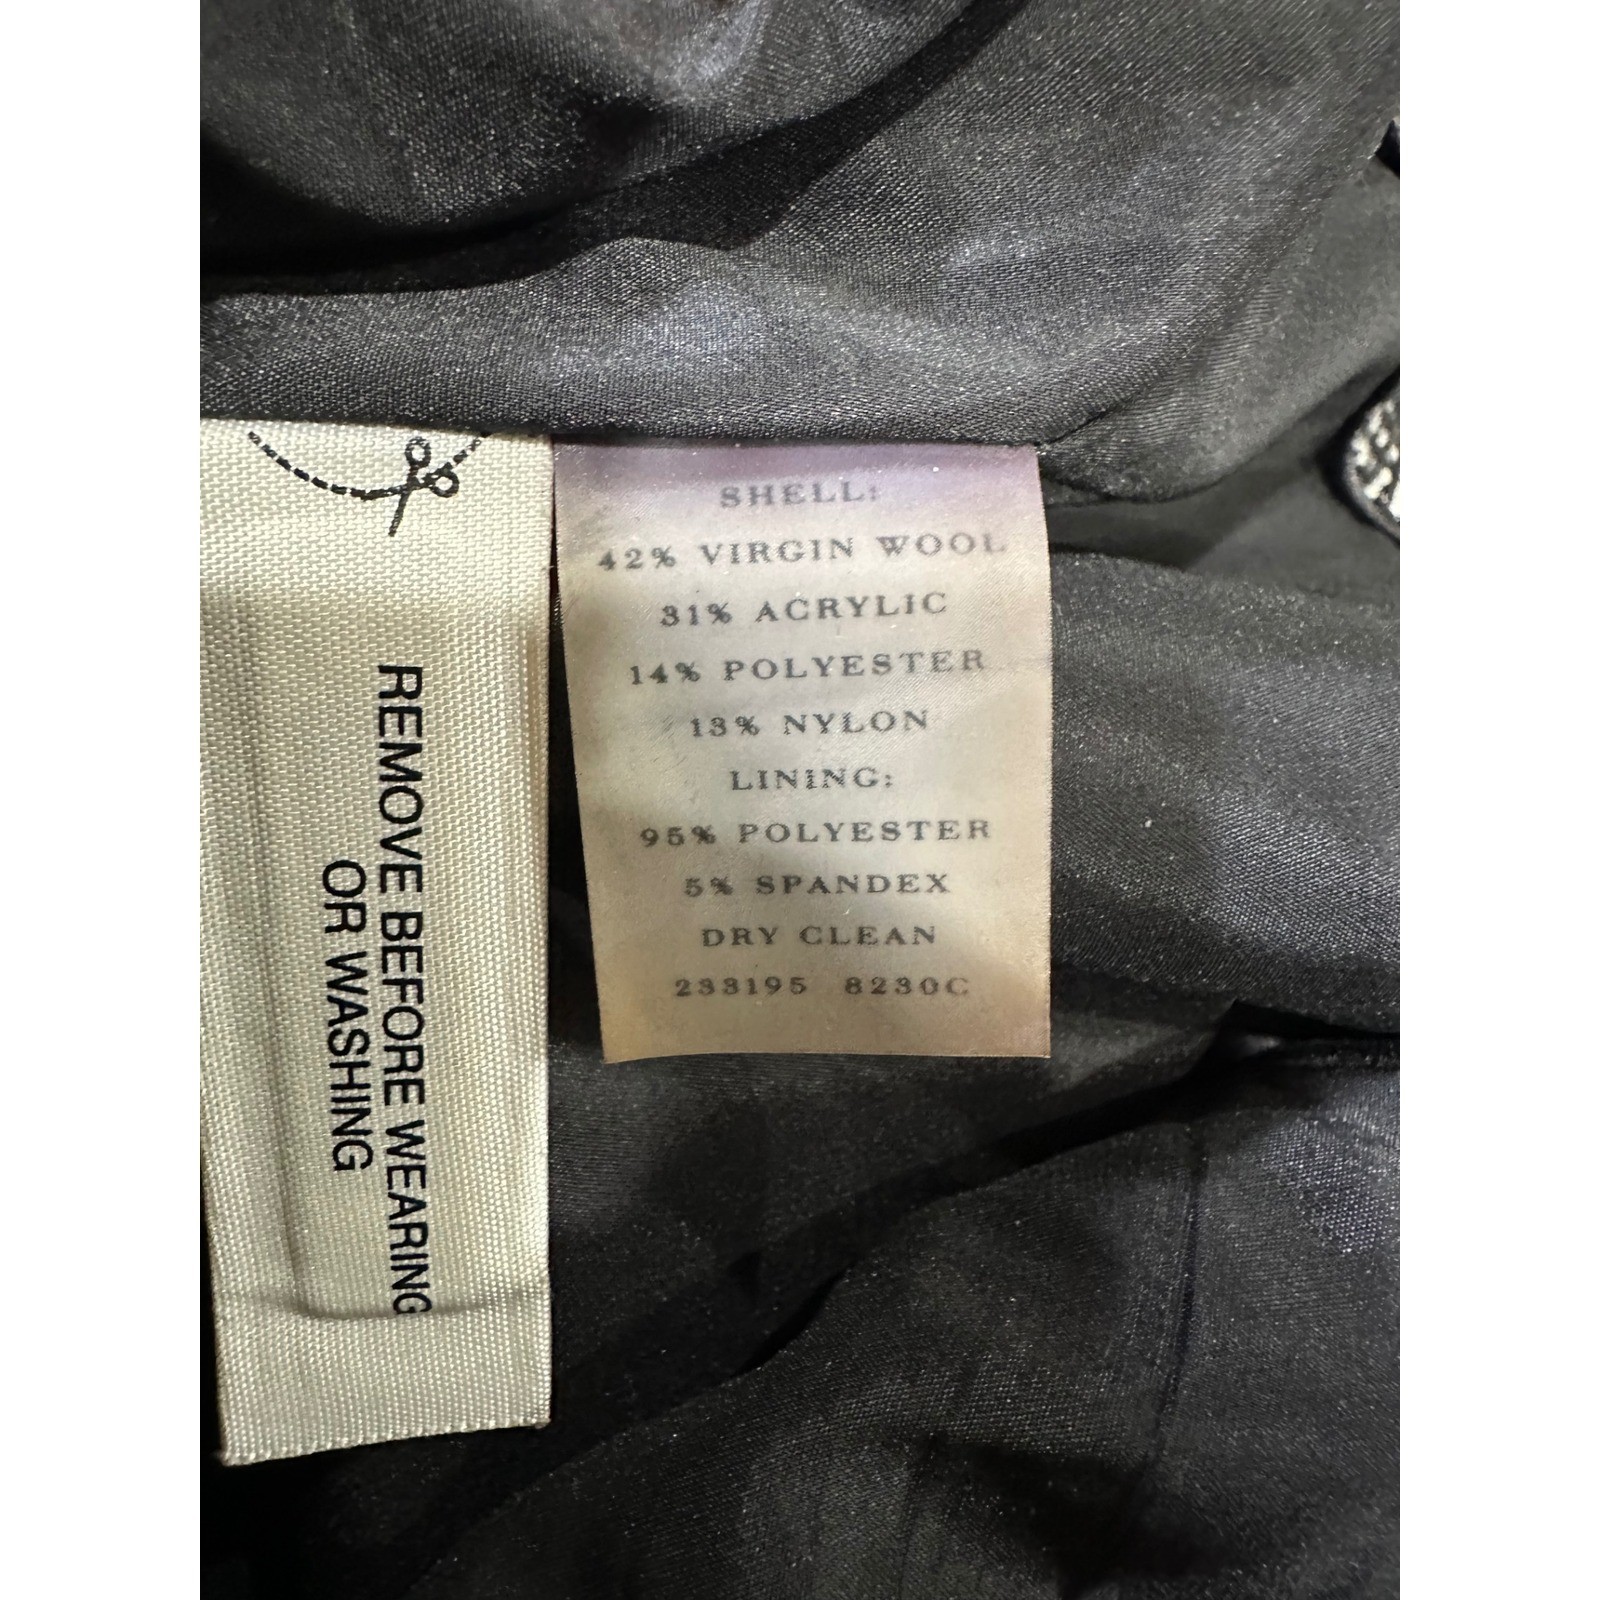 REMOVE BEFORE WEARING
OR WASHING
SHELL:
42% VIRGIN WOOL
31% ACRYLIC
14% POLYESTER
13% NYLON
LINING:
95% POLYESTER
5% SPANDEX
DRY CLEAN
233195 8230C